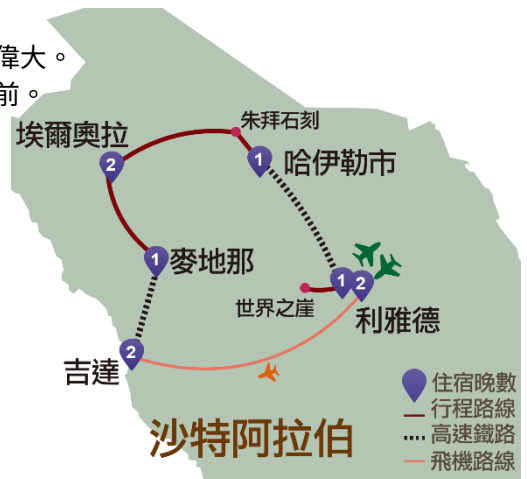 偉大。
前。
朱拜石刻
埃爾奧拉
2
1
哈伊勒市
1
麥地那
1
2
世界之崖
利雅德
2
吉達
住宿晚數
行程路線
高速鐵路
飛機路線
沙特阿拉伯